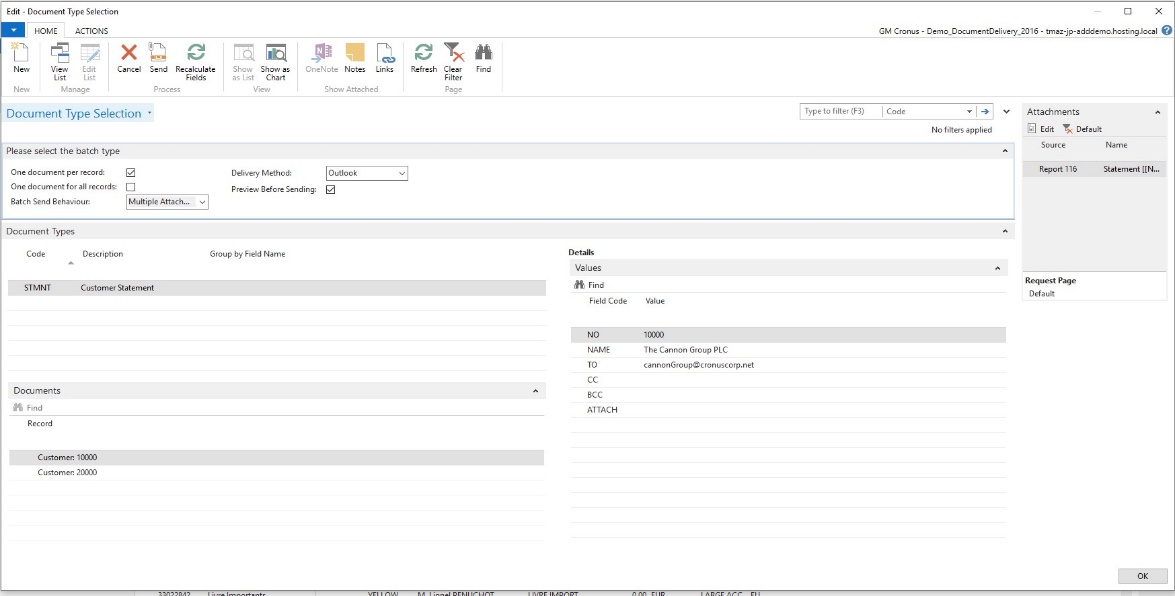 Edit - Document Type Selection
HOME ACTIONS
GM Cronus - Demo_DocumentDelivery_2016 - tmaz-jp-adddemo.hosting.local
New View List Edit List Cancel Send Recalculate Fields Show as List Show as Chart OneNote Notes Links Refresh Clear Filter Find
New Manage Process View Show Attached Page
Document Type Selection
Type to filter (F3) Code
No filters applied
Please select the batch type
One document per record: Delivery Method: Outlook
One document for all records: Preview Before Sending:
Batch Send Behaviour: Multiple Attach...
Document Types
Code Description Group by Field Name
STMNT Customer Statement
Documents
Find
Record
Customer: 10000
Customer: 20000
Details
Values
Find
Field Code Value
NO 10000
NAME The Cannon Group PLC
TO cannonGroup@cronuscorp.net
CC
BCC
ATTACH
Attachments
Edit Default
Source Name
Report 116 Statement [[N...
Request Page
Default
OK
33022842 Livre Importants YELLOW M. Lionel PENUCHOT LIVRE IMPORT 0,00 EUR LARGE ACC EU